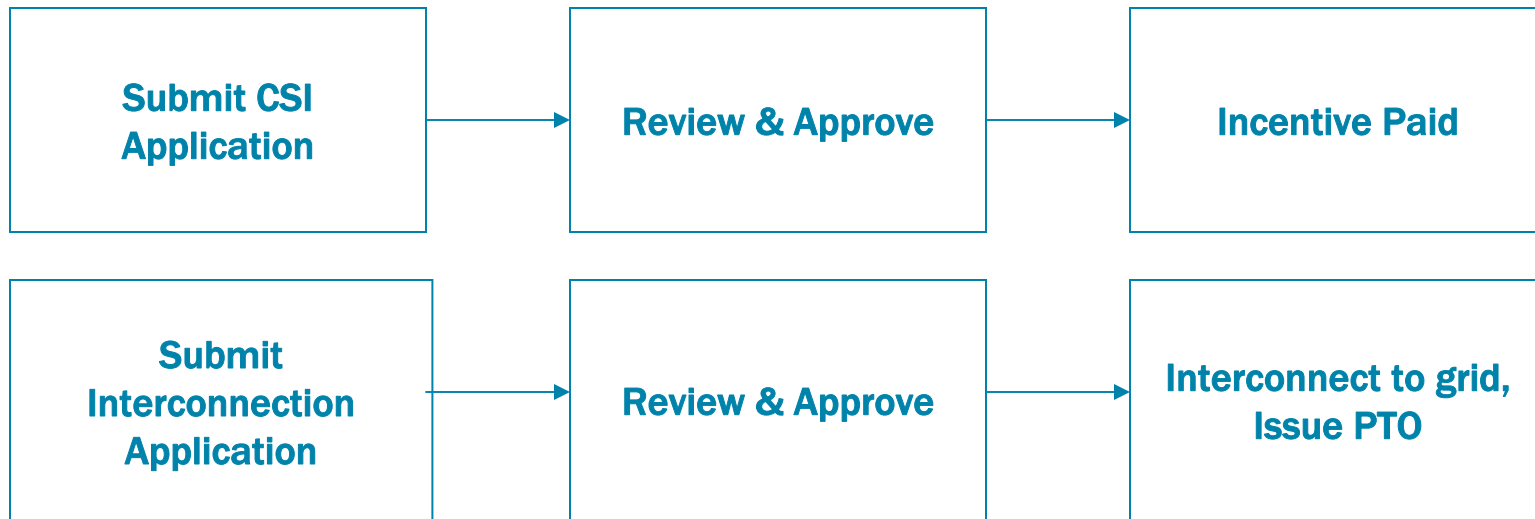 Submit CSI
Application
Review & Approve
Incentive Paid
Submit
Interconnection
Application
Review & Approve
Interconnect to grid,
Issue PTO